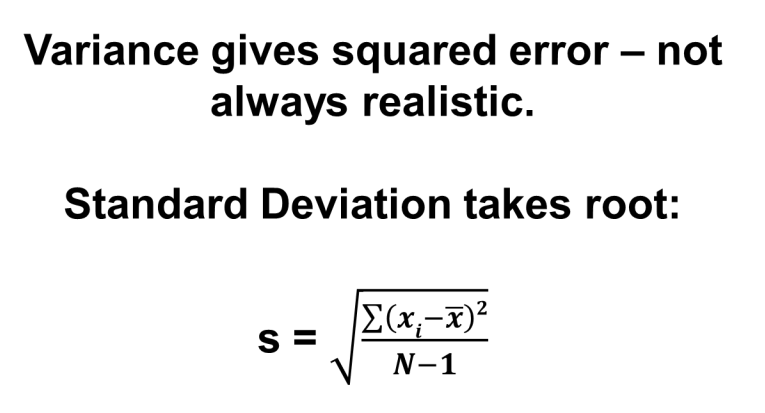 Variance gives squared error – not
always realistic.
Standard Deviation takes root:
s = √(∑(xᵢ−x̅)² / N−1)